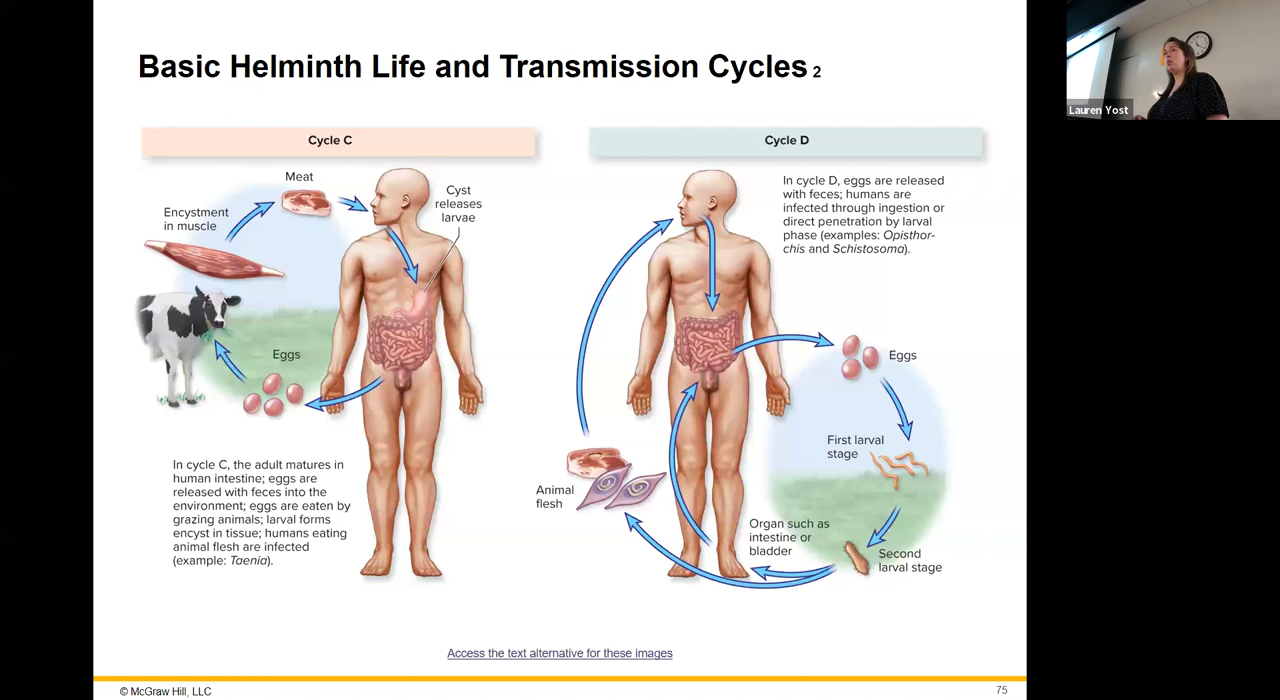 Basic Helminth Life and Transmission Cycles 2
Lauren Yost
Cycle C
Meat
Encystment
in muscle
Cyst
releases
larvae
Eggs
In cycle C, the adult matures in
human intestine; eggs are
released with feces into the
environment; eggs are eaten by
grazing animals; larval forms
encyst in tissue; humans eating
animal flesh are infected
(example: Taenia).
Cycle D
In cycle D, eggs are released
with feces; humans are
infected through ingestion or
direct penetration by larval
phase (examples: Opisthor-
chis and Schistosoma).
Eggs
First larval
stage
Animal
flesh
Organ such as
intestine or
bladder
Second
larval stage
Access the text alternative for these images
© McGraw Hill, LLC
75